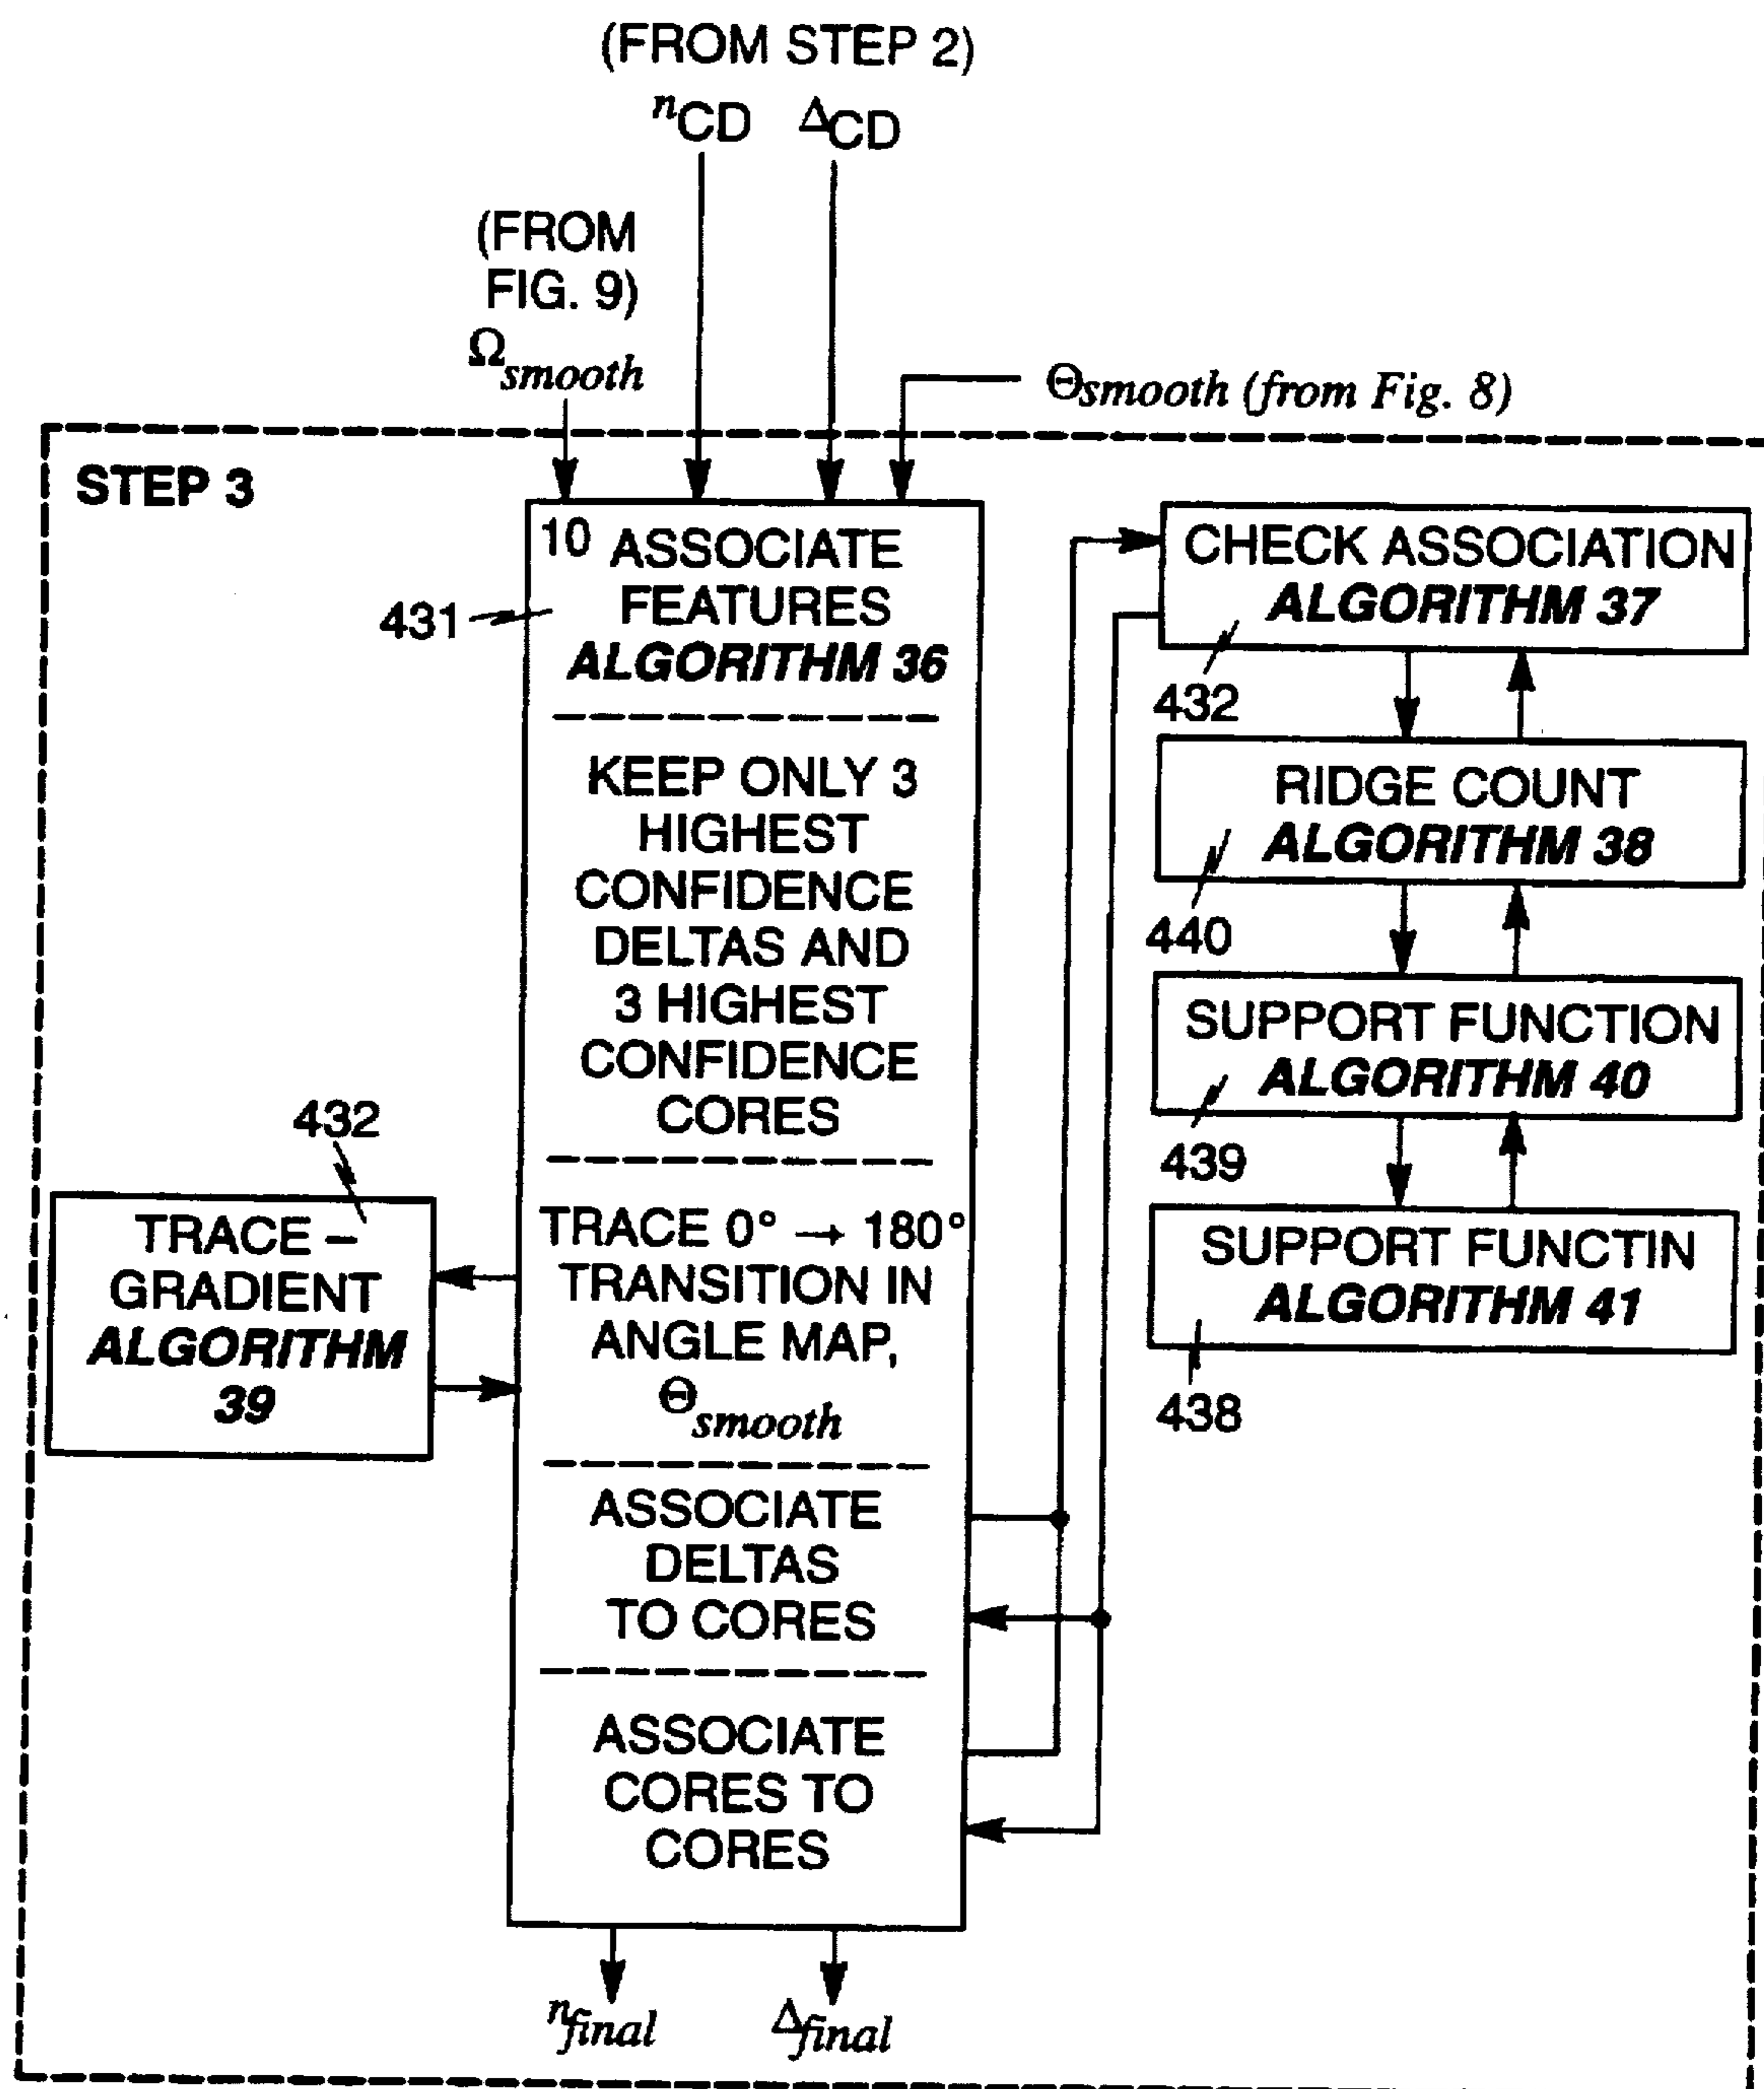 (FROM STEP 2)
nCD ΔCD
(FROM
FIG. 9)
Ωsmooth
Θsmooth (from Fig. 8)
STEP 3
10 ASSOCIATE
FEATURES
ALGORITHM 36
431
KEEP ONLY 3
HIGHEST
CONFIDENCE
DELTAS AND
3 HIGHEST
CONFIDENCE
CORES
TRACE 0° → 180°
TRANSITION IN
ANGLE MAP,
Θsmooth
ASSOCIATE
DELTAS
TO CORES
ASSOCIATE
CORES TO
CORES
432
TRACE –
GRADIENT
ALGORITHM
39
CHECK ASSOCIATION
ALGORITHM 37
432
RIDGE COUNT
ALGORITHM 38
440
SUPPORT FUNCTION
ALGORITHM 40
439
SUPPORT FUNCTIN
ALGORITHM 41
438
nfinal Δfinal